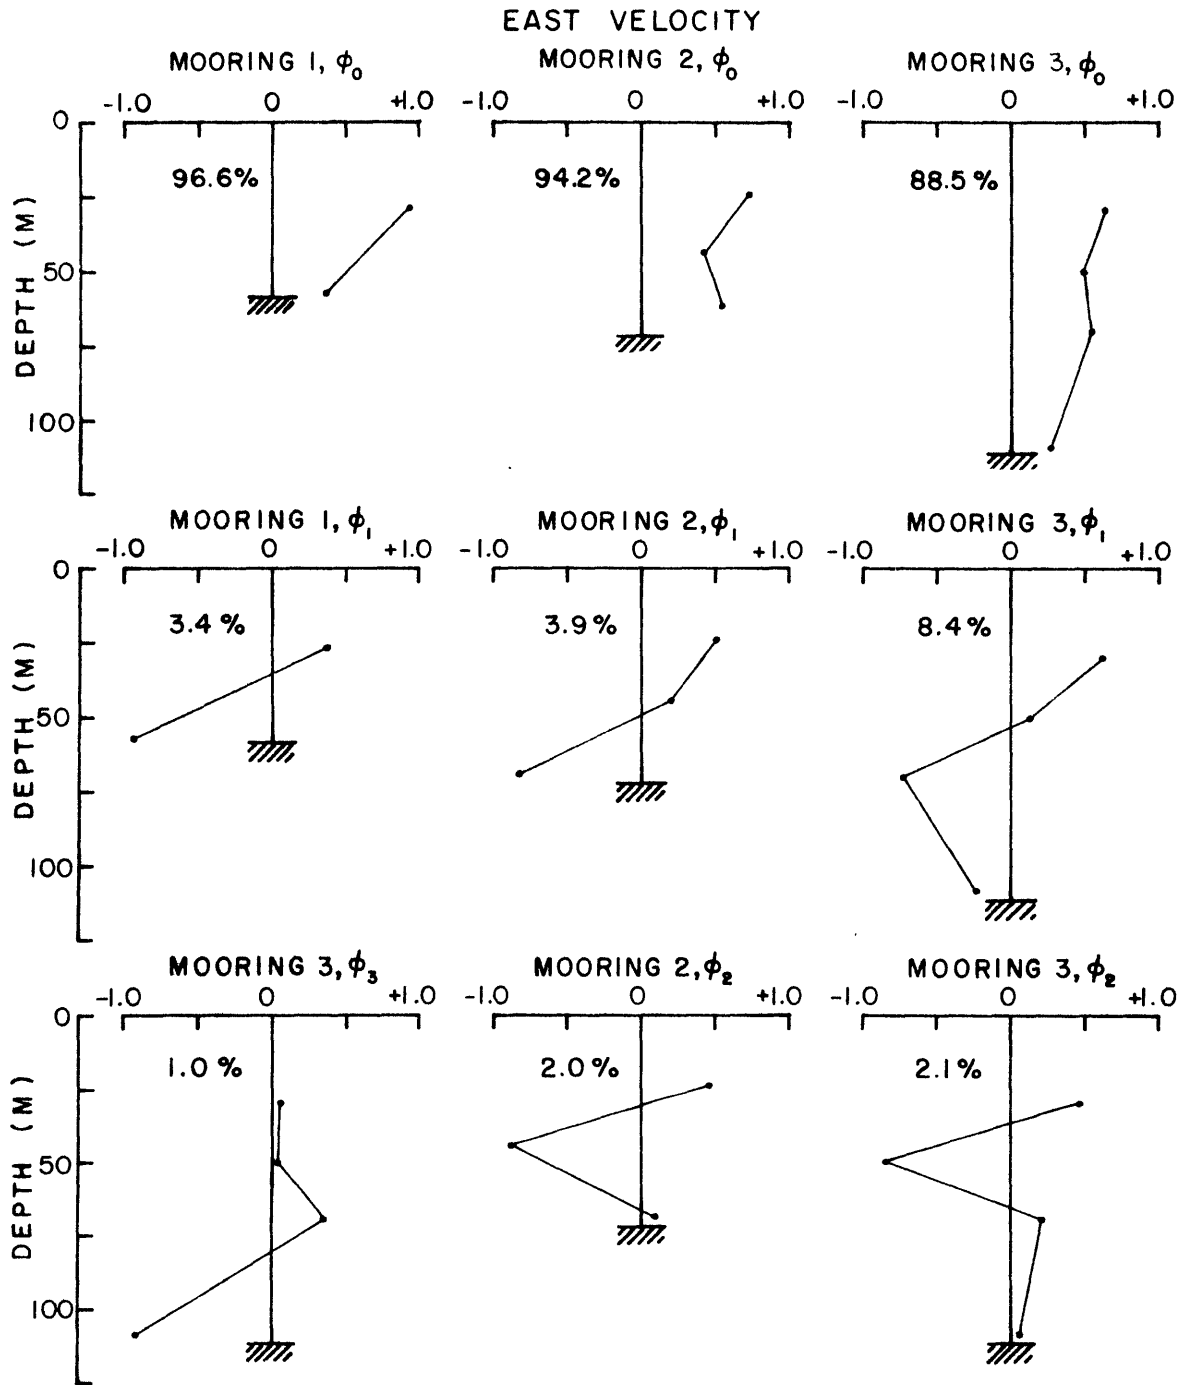 EAST VELOCITY
MOORING 1, ϕ₀
MOORING 2, ϕ₀
MOORING 3, ϕ₀
-1.0 0 +1.0
-1.0 0 +1.0
-1.0 0 +1.0
0
96.6%
94.2%
88.5%
50
100
DEPTH (M)
MOORING 1, ϕ₁
MOORING 2, ϕ₁
MOORING 3, ϕ₁
-1.0 0 +1.0
-1.0 0 +1.0
-1.0 0 +1.0
0
3.4%
3.9%
8.4%
50
100
DEPTH (M)
MOORING 3, ϕ₃
MOORING 2, ϕ₂
MOORING 3, ϕ₂
-1.0 0 +1.0
-1.0 0 +1.0
-1.0 0 +1.0
0
1.0%
2.0%
2.1%
50
100
DEPTH (M)